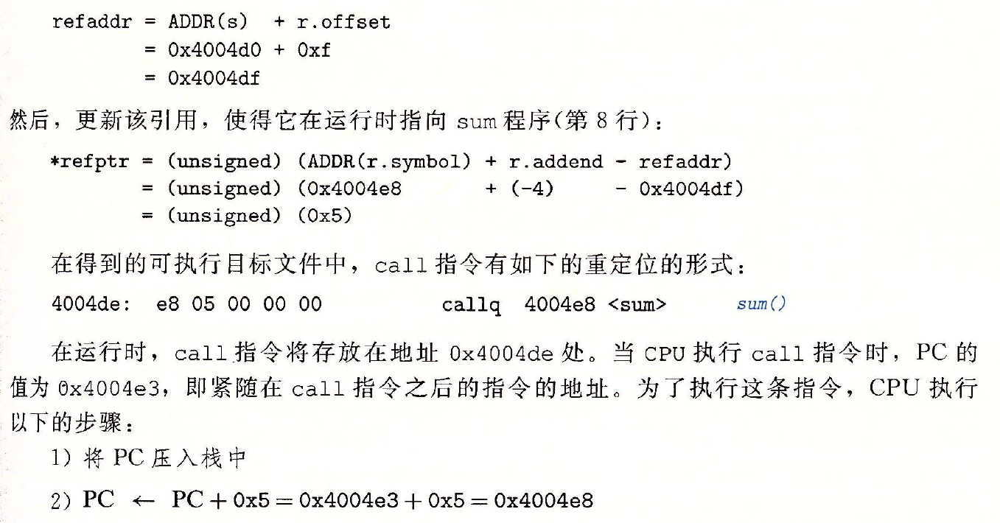 refaddr = ADDR(s) + r.offset
= 0x4004d0 + 0xf
= 0x4004df
然后，更新该引用，使得它在运行时指向 sum 程序(第 8 行)：
*refptr = (unsigned) (ADDR(r.symbol) + r.addend - refaddr)
= (unsigned) (0x4004e8 + (-4) - 0x4004df)
= (unsigned) (0x5)
在得到的可执行目标文件中，call 指令有如下的重定位的形式：
4004de: e8 05 00 00 00 callq 4004e8 <sum> sum()
在运行时，call 指令将存放在地址 0x4004de 处。当 CPU 执行 call 指令时，PC 的
值为 0x4004e3，即紧随在 call 指令之后的指令的地址。为了执行这条指令，CPU 执行
以下的步骤：
1) 将 PC 压入栈中
2) PC ← PC + 0x5 = 0x4004e3 + 0x5 = 0x4004e8